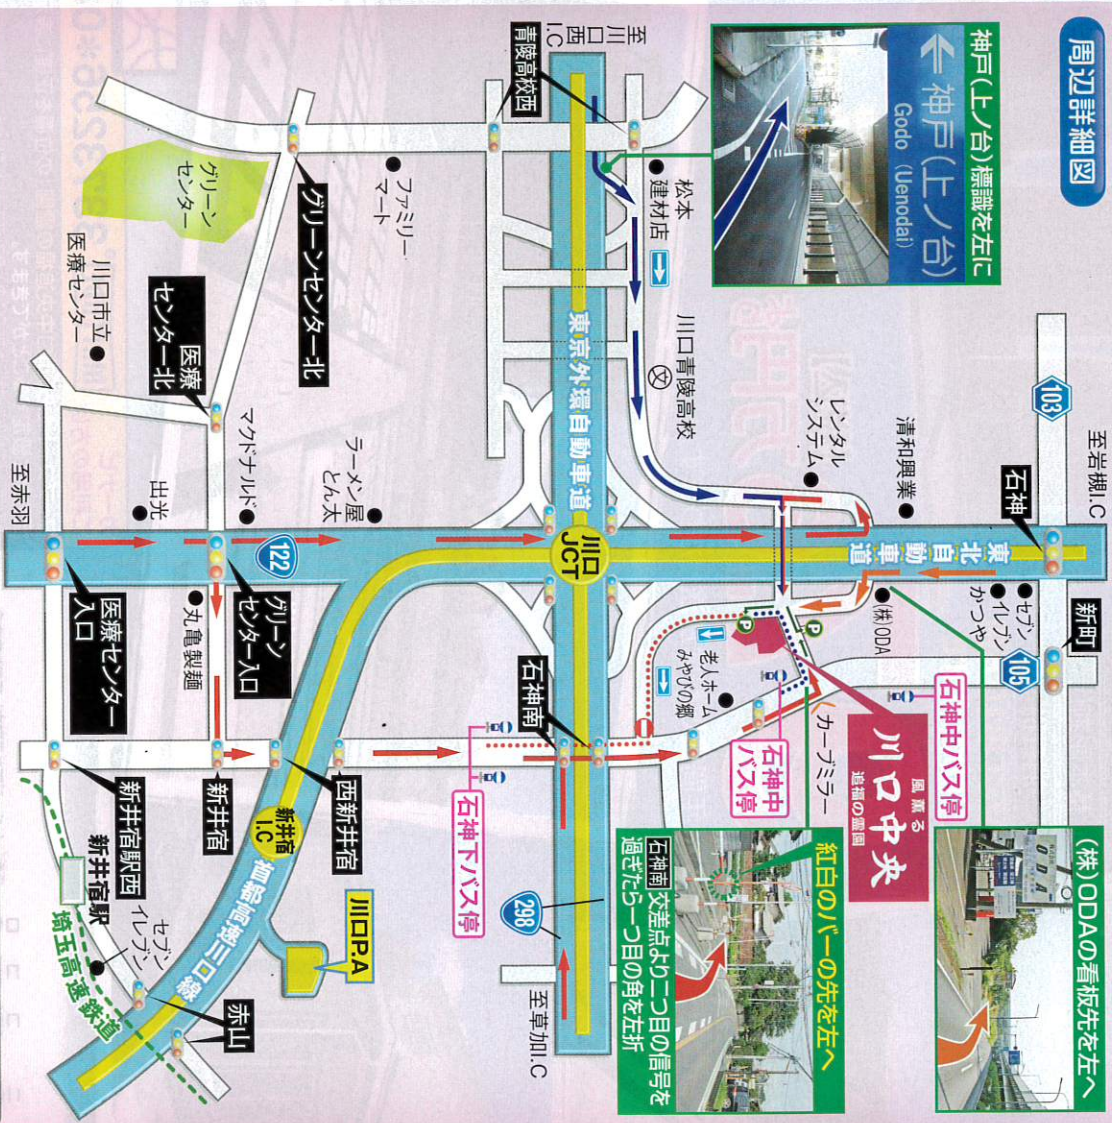 周辺詳細図
神戸(上ノ台)標識を左に
神戸(上ノ台)
Godo (Uenodai)
至川口西
I.C
青陵高校西
松本
建材店
川口青陵高校
レンタル
システム
清和興業
103
至岩槻I.C
石神
新町
105
セブン
イレブン
かつや
(株)ODAの看板先を左へ
ODA
東北自動車道
(株)OBA
P
P
老人ホーム
みやびの郷
石神中バス停
石神中
バス停
カーブミラー
風薫る
川口中央
追福の霊園
紅白のバーの先を左へ
石神南 交差点より二つ目の信号を
過ぎたら一つ目の角を左折
東京外環自動車道
川口
JCT
石神南
298
至草加I.C
ファミリー
マート
グリーンセンター北
グリーン
センター
川口市立
医療センター
医療
センター北
マクドナルド
ラーメン屋
とん太
出光
至赤羽
122
グリーン
センター入口
医療センター
入口
丸亀製麺
石神下バス停
西新井宿
新井宿
新井宿
I.C
新井宿駅西
新井宿駅
首都高速川口線
川口P.A
セブン
イレブン
赤山
埼玉高速鉄道